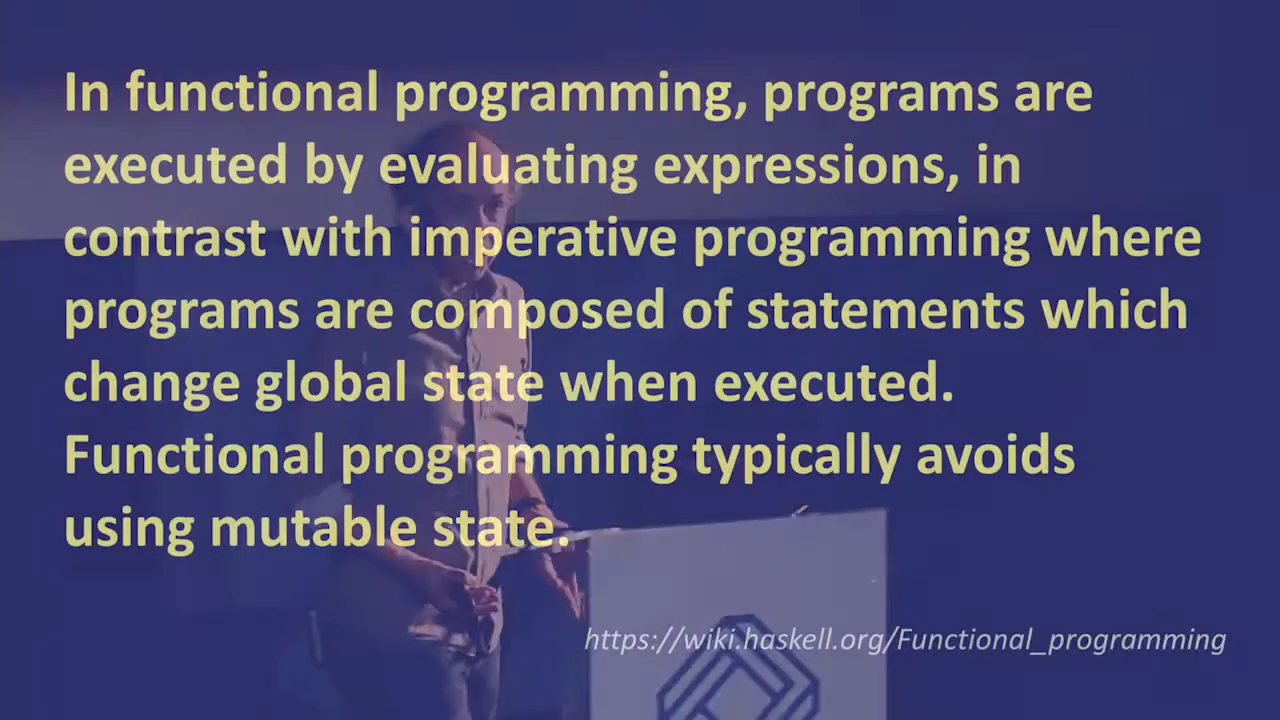 In functional programming, programs are
executed by evaluating expressions, in
contrast with imperative programming where
programs are composed of statements which
change global state when executed.
Functional programming typically avoids
using mutable state.
https://wiki.haskell.org/Functional_programming